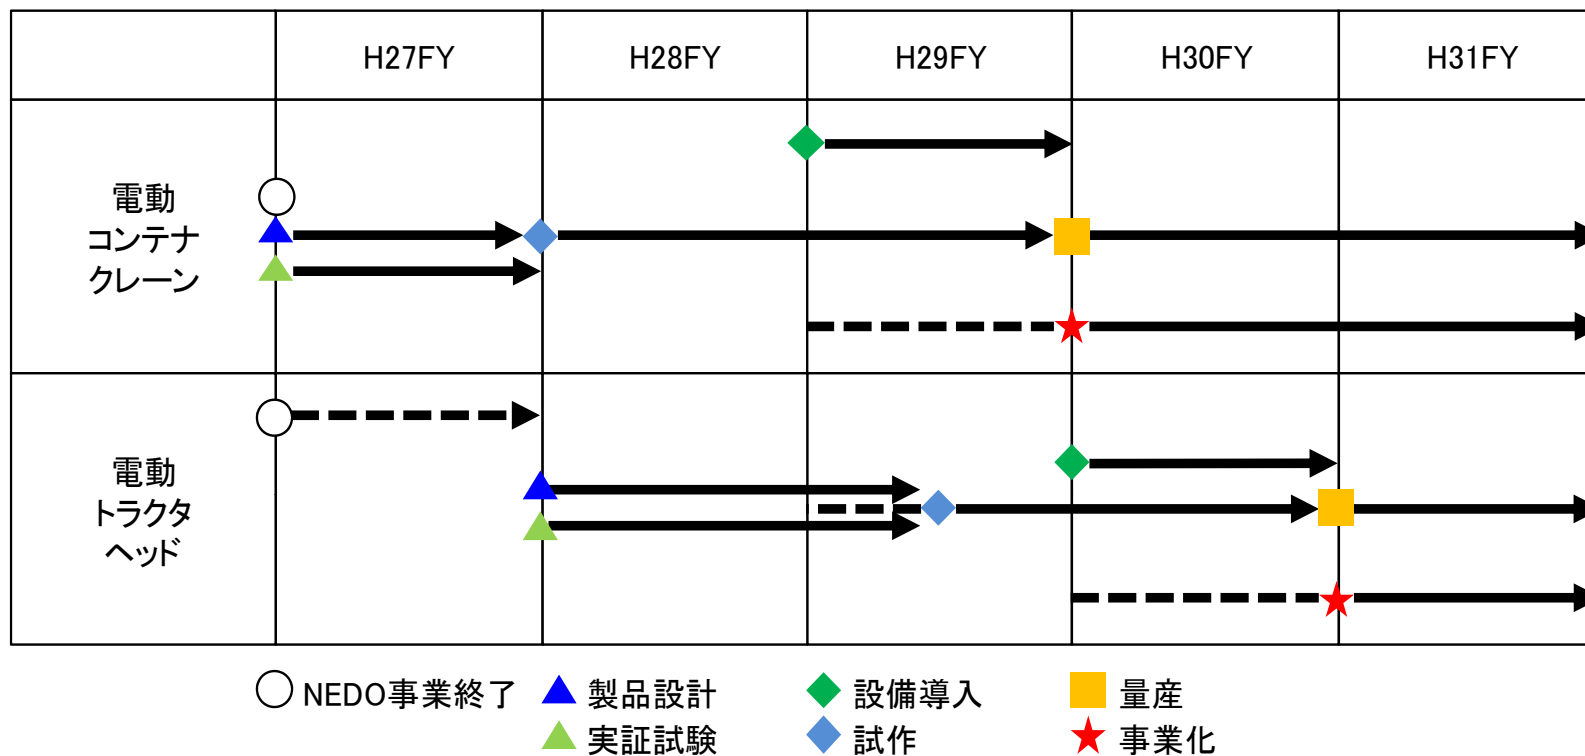 H27FY
H28FY
H29FY
H30FY
H31FY
電動
コンテナ
クレーン
電動
トラクタ
ヘッド
NEDO事業終了
製品設計
設備導入
量産
実証試験
試作
事業化